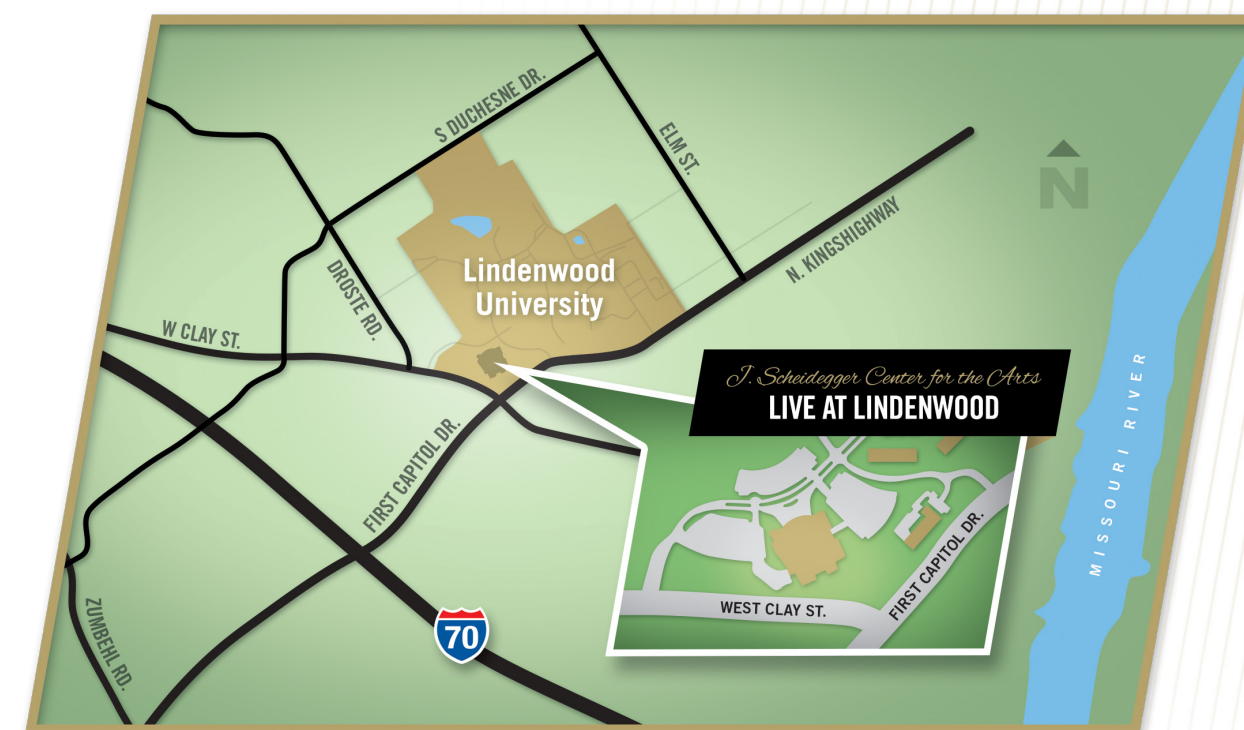 S DUCHESNE DR.
ELM ST.
N
N. KINGSHIGHWAY
Lindenwood
University
DROSTE RD.
W CLAY ST.
J. Scheidegger Center for the Arts
LIVE AT LINDENWOOD
MISSOURI RIVER
FIRST CAPITOL DR.
FIRST CAPITOL DR.
WEST CLAY ST.
ZUMBEHL RD.
70